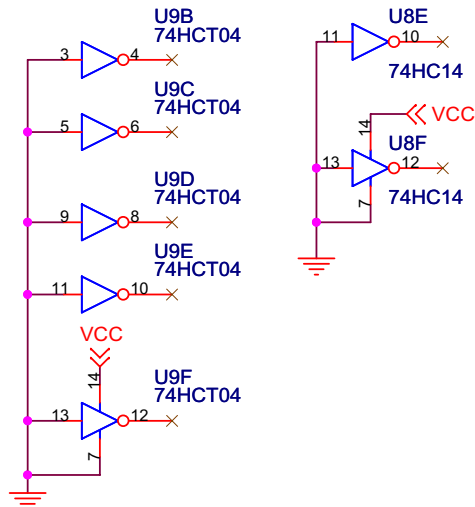 U9B
74HCT04
3 4
U9C
74HCT04
5 6
U9D
74HCT04
9 8
U9E
74HCT04
11 10
VCC
14
U9F
74HCT04
13 12
7
U8E
11 10
74HC14
VCC
14
U8F
13 12
74HC14
7